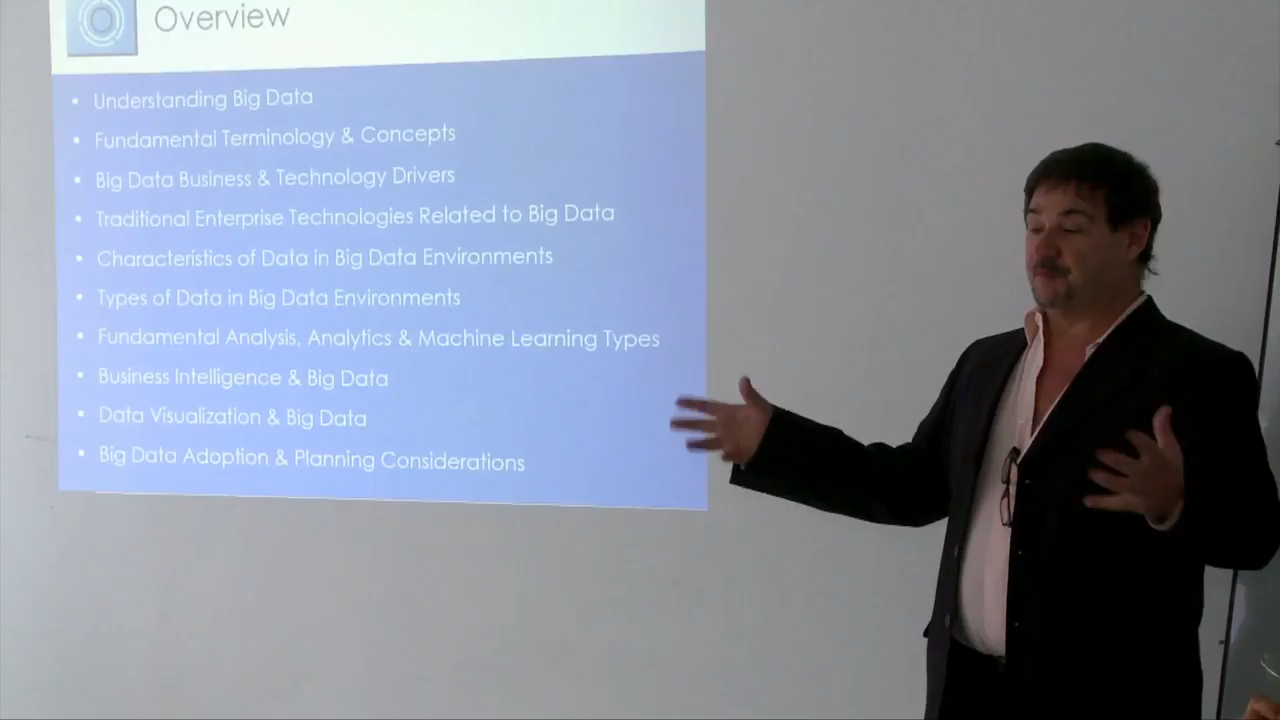 Overview
• Understanding Big Data
• Fundamental Terminology & Concepts
• Big Data Business & Technology Drivers
• Traditional Enterprise Technologies Related to Big Data
• Characteristics of Data in Big Data Environments
• Types of Data in Big Data Environments
• Fundamental Analysis, Analytics & Machine Learning Types
• Business Intelligence & Big Data
• Data Visualization & Big Data
• Big Data Adoption & Planning Considerations